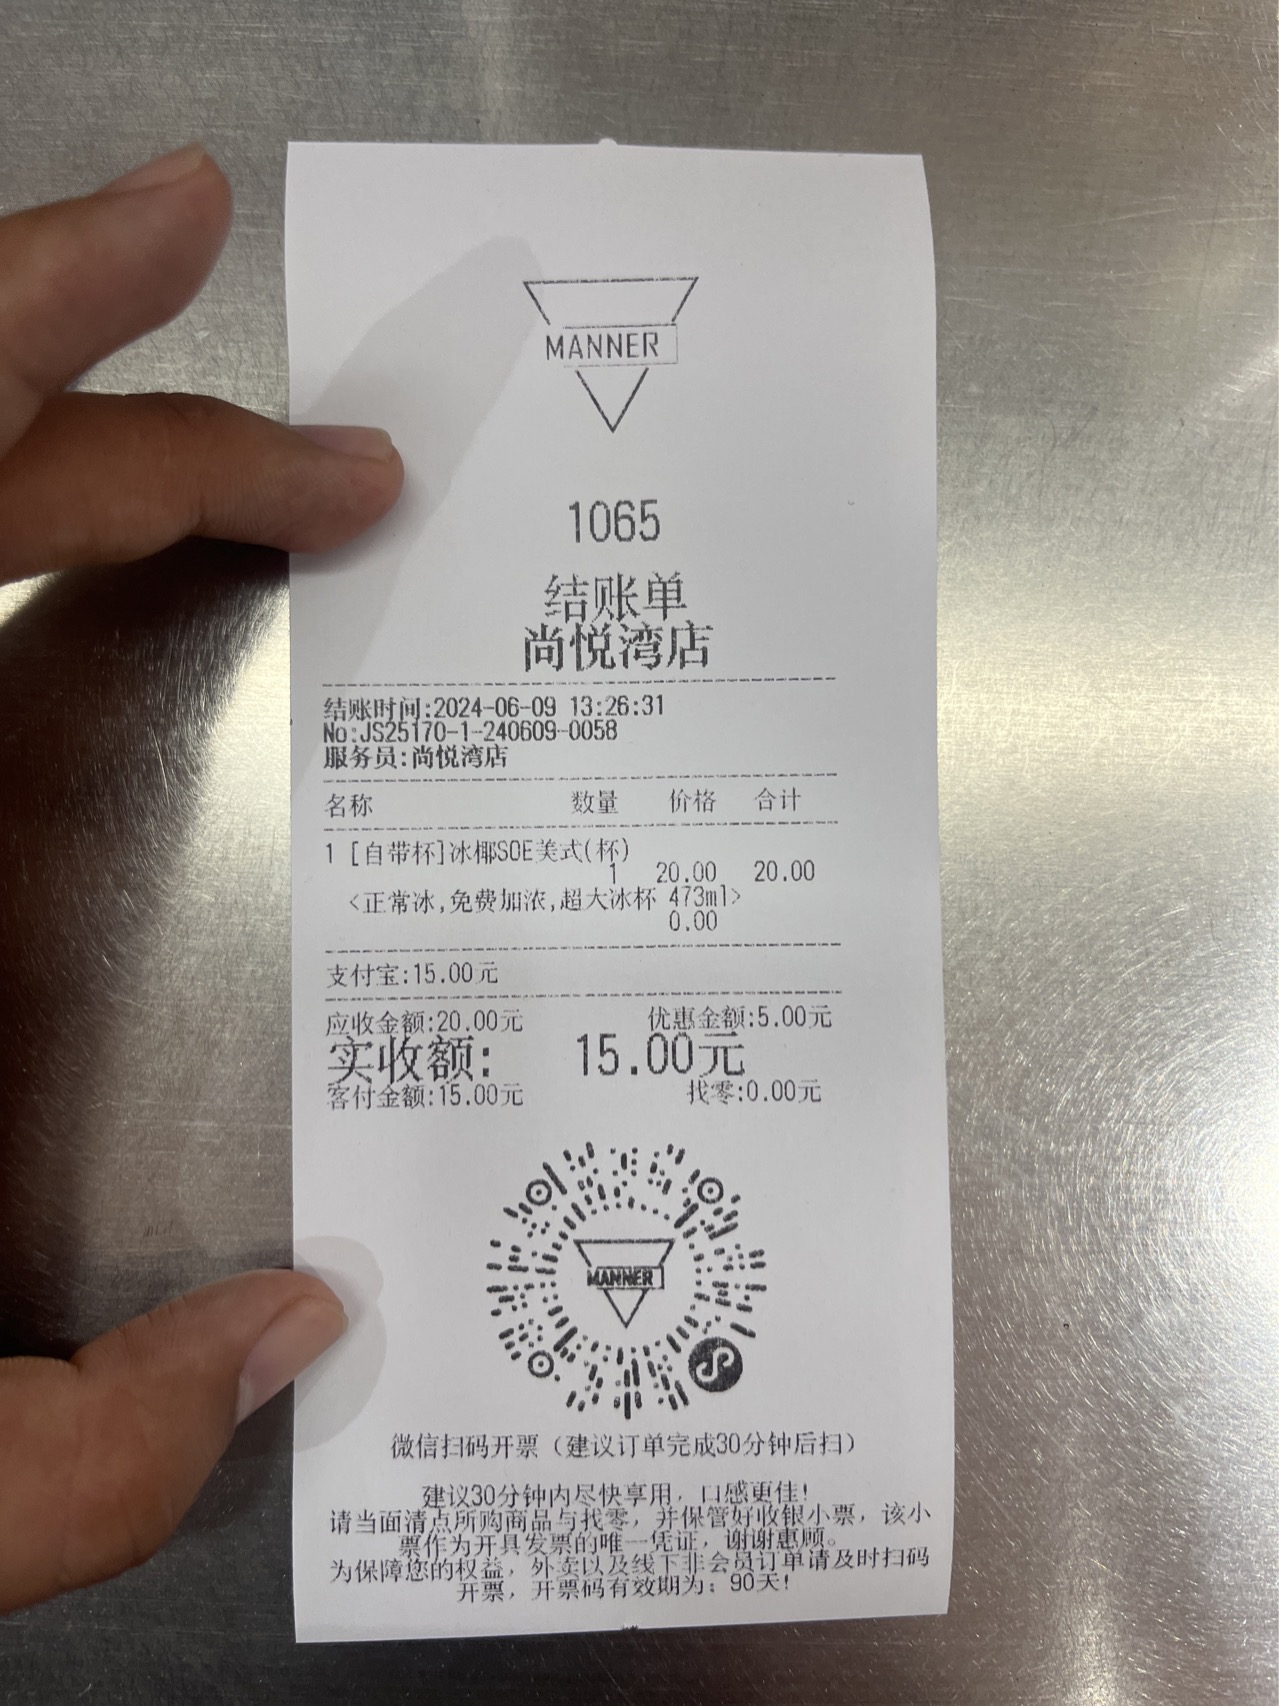 MANNER
1065
结账单
尚悦湾店
结账时间:2024-06-09 13:26:31
No:JS25170-1-240609-0058
服务员:尚悦湾店
名称 数量 价格 合计
1 [自带杯]冰椰SOE美式(杯)
1 20.00 20.00
<正常冰,免费加浓,超大冰杯 473ml>
0.00
支付宝:15.00元
应收金额:20.00元 优惠金额:5.00元
实收额: 15.00元
客付金额:15.00元 找零:0.00元
MANNER
微信扫码开票（建议订单完成30分钟后扫）
建议30分钟内尽快享用，口感更佳!
请当面清点所购商品与找零，并保管好收银小票，该小
票作为开具发票的唯一凭证，谢谢惠顾。
为保障您的权益，外卖以及线下非会员订单请及时扫码
开票，开票码有效期为：90天!